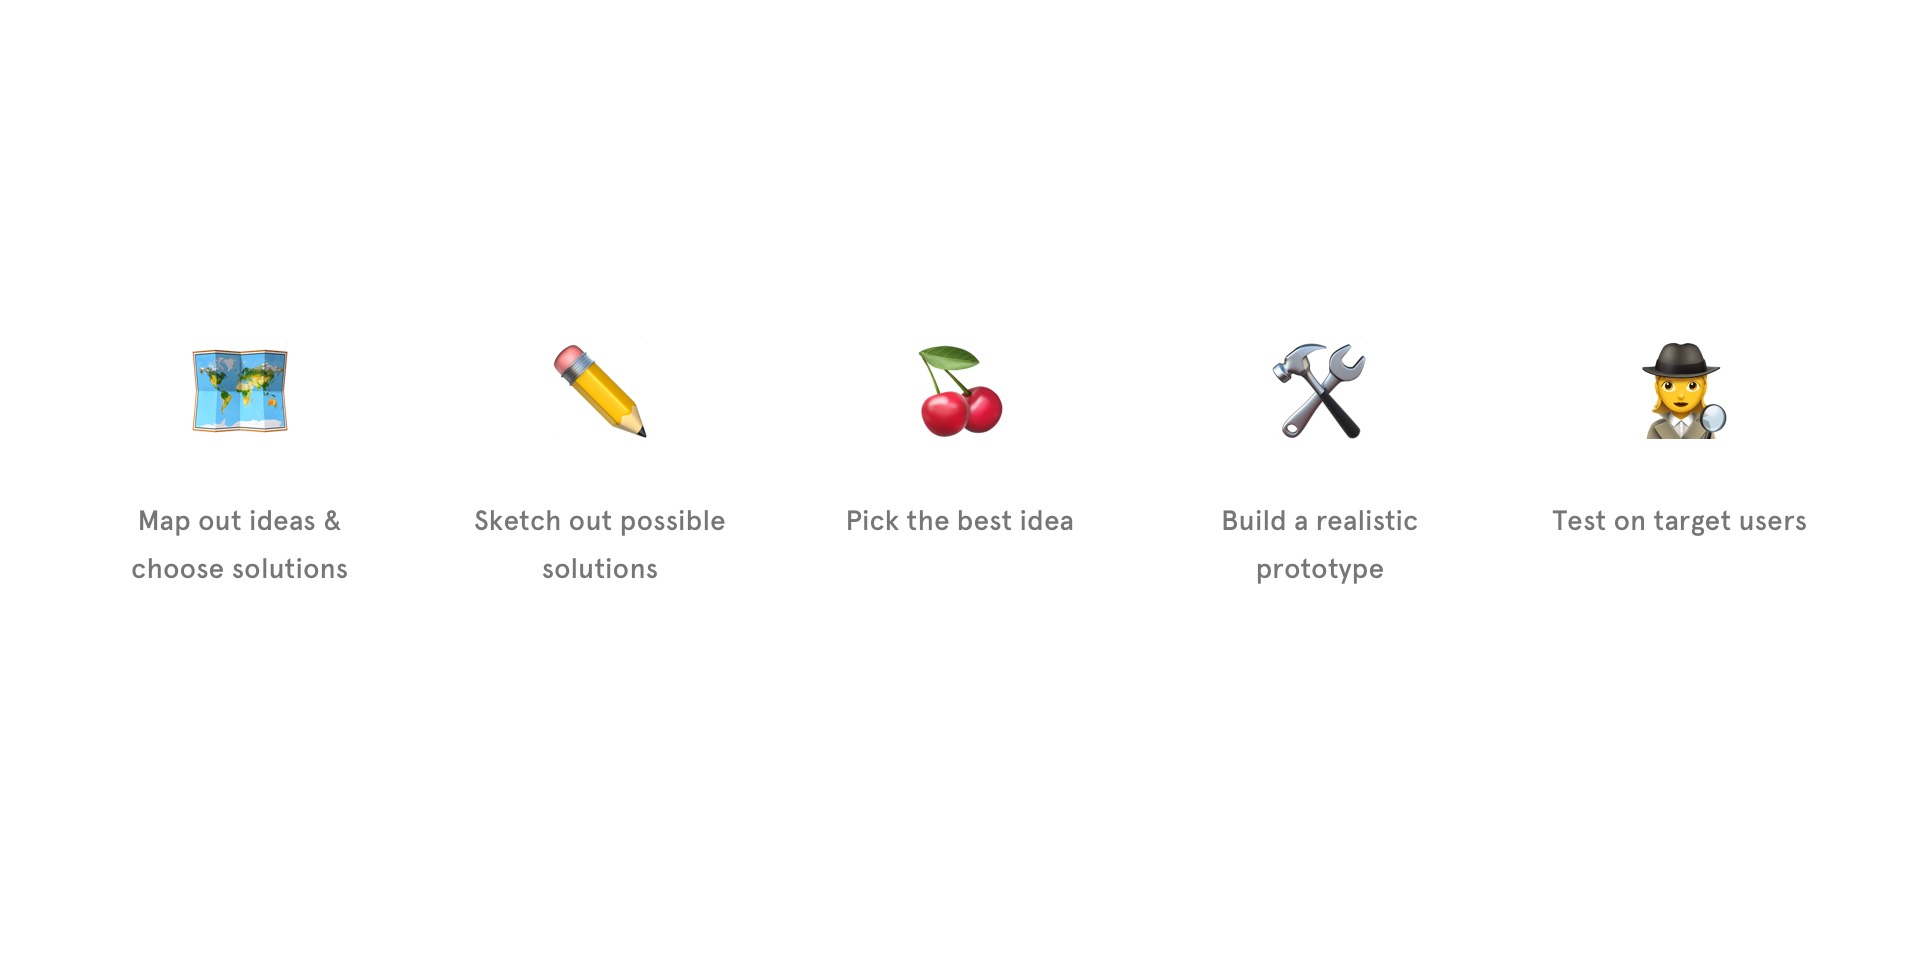 Map out ideas &
choose solutions
Sketch out possible
solutions
Pick the best idea
Build a realistic
prototype
Test on target users